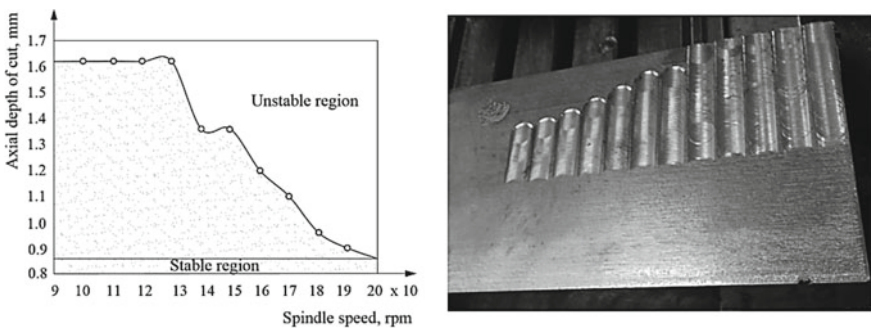 Axial depth of cut, mm
1.7
1.6
1.4
1.3
1.2
1.1
1.0
0.9
0.8
Unstable region
Stable region
9 10 11 12 13 14 15 16 17 18 19 20 x 10
Spindle speed, rpm